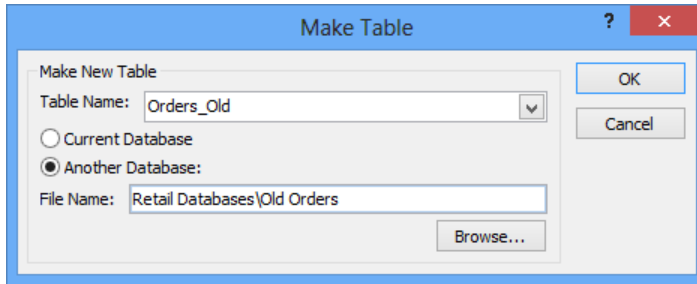 Make Table
?
×
Make New Table
Table Name: Orders_Old
Current Database
Another Database:
File Name: Retail Databases\Old Orders
Browse...
OK
Cancel